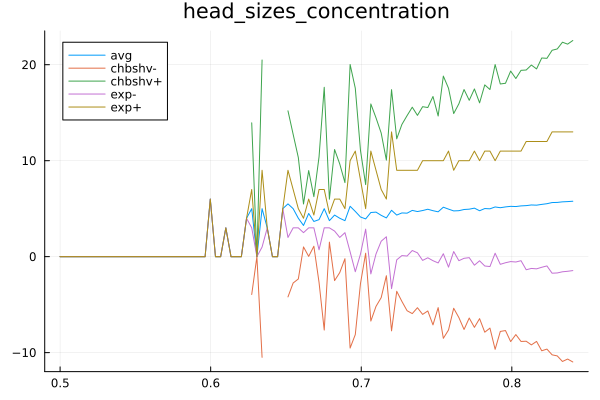 head_sizes_concentration
avg
chbshv-
chbshv+
exp-
exp+
20
10
0
−10
0.5 0.6 0.7 0.8